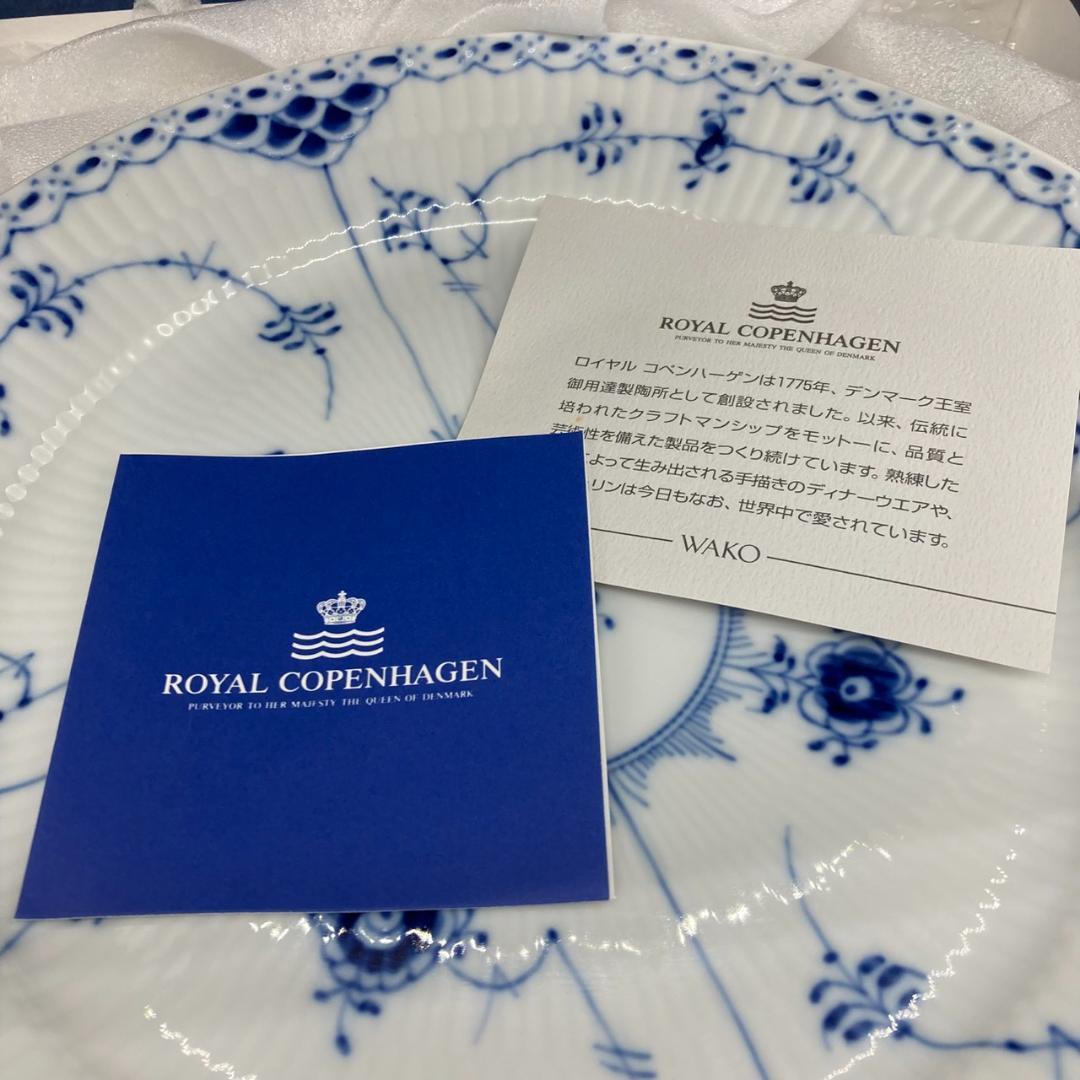 ROYAL COPENHAGEN
PURVEYOR TO HER MAJESTY THE QUEEN OF DENMARK
ロイヤル コペンハーゲンは1775年、デンマーク王室
御用達製陶所として創設されました。以来、伝統に
培われたクラフトマンシップをモットーに、品質と
芸術性を備えた製品をつくり続けています。熟練した
よって生み出される手描きのディナーウエアや、
リンは今日もなお、世界中で愛されています。
WAKO
ROYAL COPENHAGEN
PURVEYOR TO HER MAJESTY THE QUEEN OF DENMARK